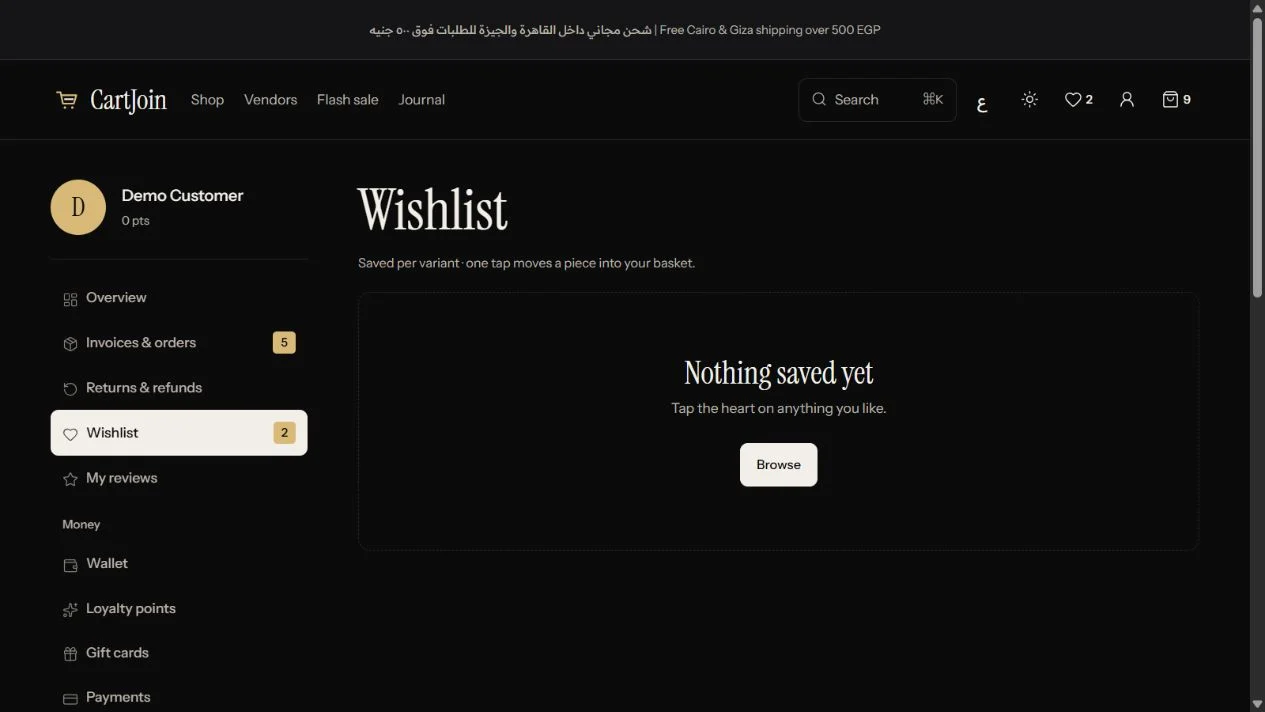 شحن مجاني داخل القاهرة والجيزة للطلبات فوق ٥٠٠ جنيه | Free Cairo & Giza shipping over 500 EGP
CartJoin
Shop
Vendors
Flash sale
Journal
Search
⌘K
ع
2
9
D
Demo Customer
0 pts
Overview
Invoices & orders
5
Returns & refunds
Wishlist
2
My reviews
Money
Wallet
Loyalty points
Gift cards
Payments
Wishlist
Saved per variant · one tap moves a piece into your basket.
Nothing saved yet
Tap the heart on anything you like.
Browse